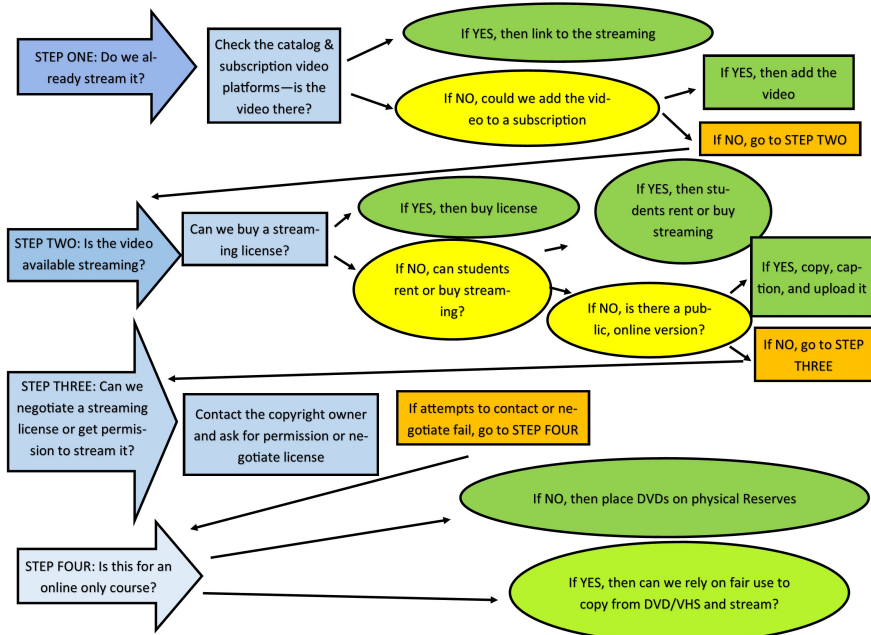 STEP ONE: Do we al-
ready stream it?
Check the catalog &
subscription video
platforms—is the
video there?
If YES, then link to the streaming
If NO, could we add the vid-
eo to a subscription
If YES, then add the
video
If NO, go to STEP TWO
STEP TWO: Is the video
available streaming?
Can we buy a stream-
ing license?
If YES, then buy license
If NO, can students
rent or buy stream-
ing?
If YES, then stu-
dents rent or buy
streaming
If NO, is there a pub-
lic, online version?
If YES, copy, cap-
tion, and upload it
If NO, go to STEP
THREE
STEP THREE: Can we
negotiate a streaming
license or get permis-
sion to stream it?
Contact the copyright owner
and ask for permission or ne-
gotiate license
If attempts to contact or ne-
gotiate fail, go to STEP FOUR
STEP FOUR: Is this for an
online only course?
If NO, then place DVDs on physical Reserves
If YES, then can we rely on fair use to
copy from DVD/VHS and stream?